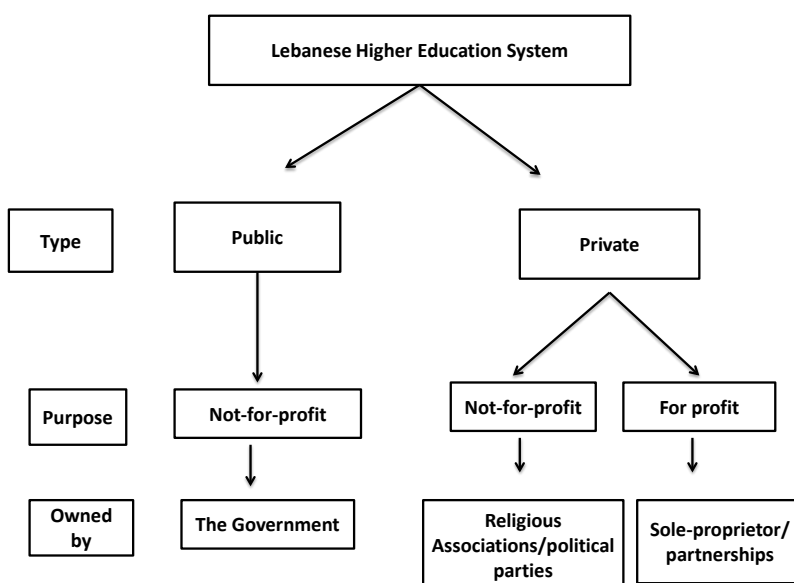 Lebanese Higher Education System
Type
Public
Private
Purpose
Not-for-profit
Not-for-profit
For profit
Owned
by
The Government
Religious
Associations/political
parties
Sole-proprietor/
partnerships